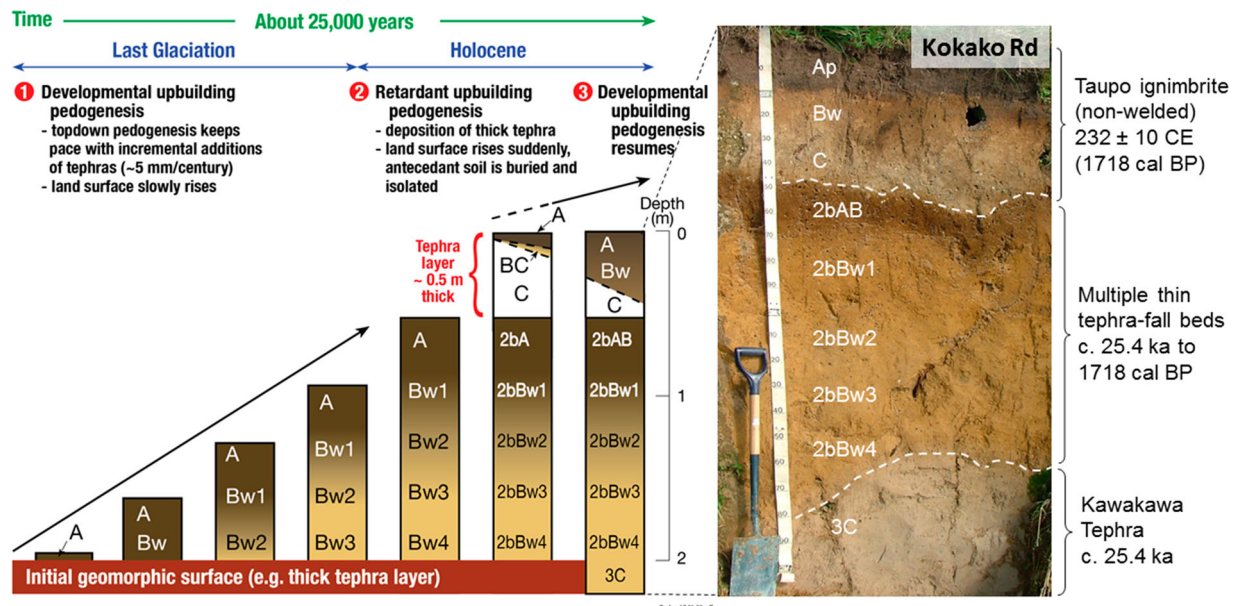 Time
About 25,000 years
Last Glaciation
Holocene
1 Developmental upbuilding
pedogenesis
- topdown pedogenesis keeps
pace with incremental additions
of tephras (~5 mm/century)
- land surface slowly rises
2 Retardant upbuilding
pedogenesis
- deposition of thick tephra
- land surface rises suddenly,
antecedant soil is buried and
isolated
3 Developmental
upbuilding
pedogenesis
resumes
Depth
(m)
0
1
2
Tephra
layer
~ 0.5 m
thick
A
A
Bw
A
Bw1
Bw2
A
Bw1
Bw2
Bw3
A
Bw1
Bw2
Bw3
Bw4
A
BC
C
2bA
2bBw1
2bBw2
2bBw3
2bBw4
A
Bw
C
2bAB
2bBw1
2bBw2
2bBw3
2bBw4
3C
Initial geomorphic surface (e.g. thick tephra layer)
Kokako Rd
Ap
Bw
C
2bAB
2bBw1
2bBw2
2bBw3
2bBw4
3C
Taupo ignimbrite
(non-welded)
232 ± 10 CE
(1718 cal BP)
Multiple thin
tephra-fall beds
c. 25.4 ka to
1718 cal BP
Kawakawa
Tephra
c. 25.4 ka